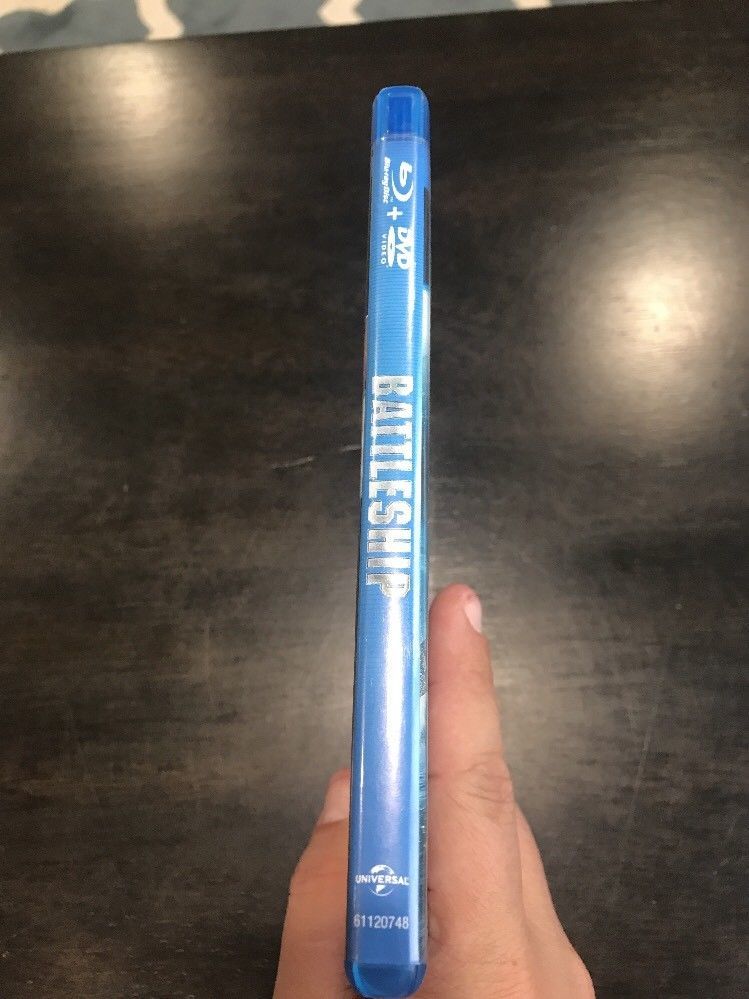 Blu-ray Disc
+
DVD
VIDEO
BATTLESHIP
UNIVERSAL
61120748